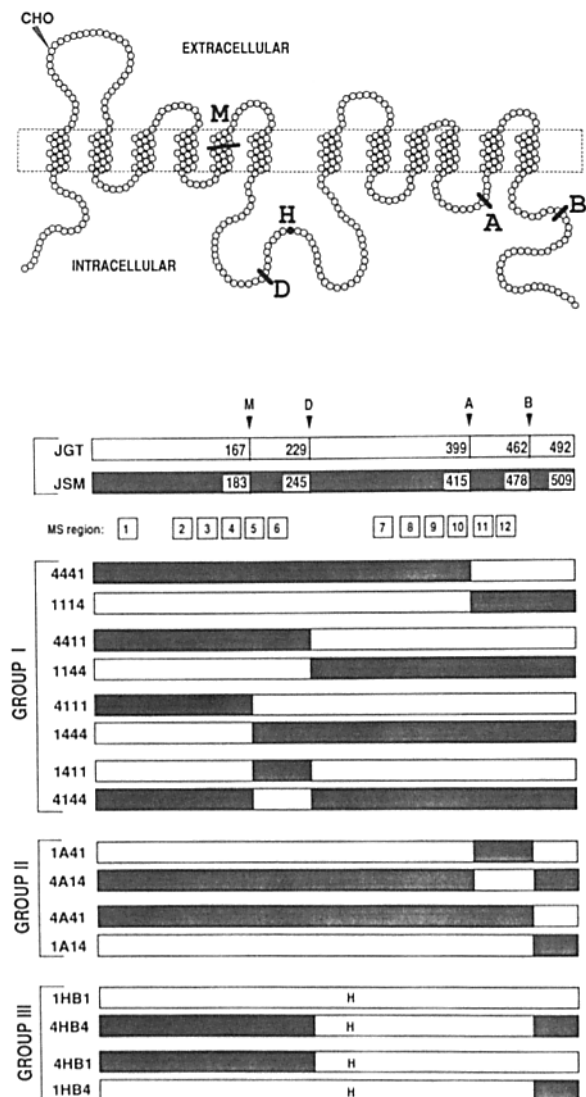 CHO
EXTRACELLULAR
M
H
A
B
D
INTRACELLULAR
M D A B
JGT 167 229 399 462 492
JSM 183 245 415 478 509
MS region: 1 2 3 4 5 6 7 8 9 10 11 12
GROUP I
4441
1114
4411
1144
4111
1444
1411
4144
GROUP II
1A41
4A14
4A41
1A14
GROUP III
1HB1 H
4HB4 H
4HB1 H
1HB4 H